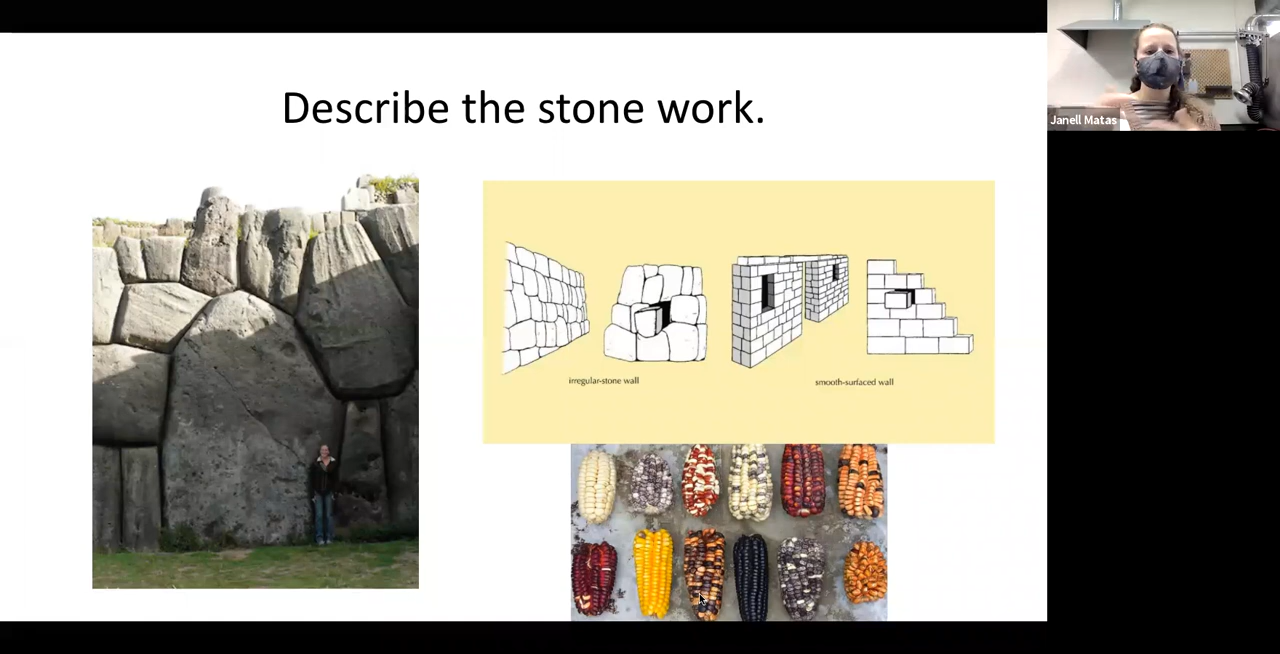 Describe the stone work.
Janell Matas
irregular-stone wall
smooth-surfaced wall